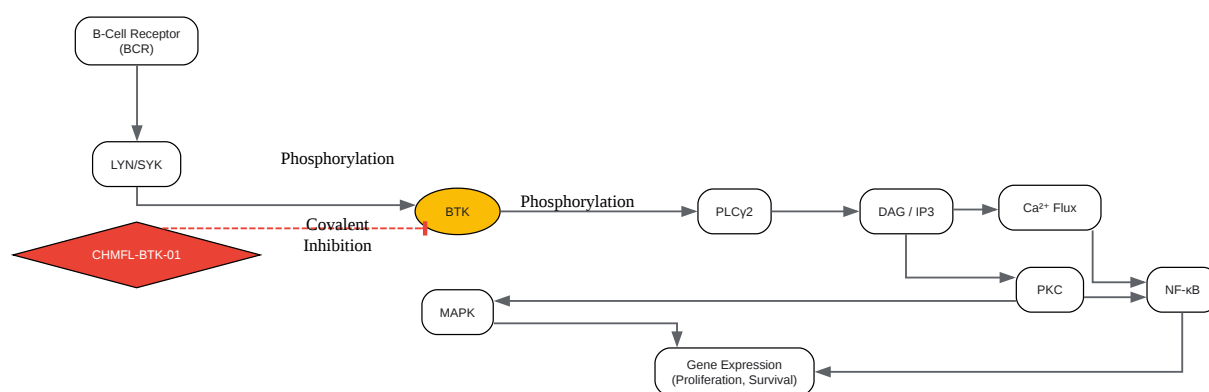 B-Cell Receptor
(BCR)
LYN/SYK
Phosphorylation
BTK
Phosphorylation
PLCγ2
DAG / IP3
Ca²⁺ Flux
Covalent
Inhibition
CHMFL-BTK-01
PKC
NF-κB
MAPK
Gene Expression
(Proliferation, Survival)